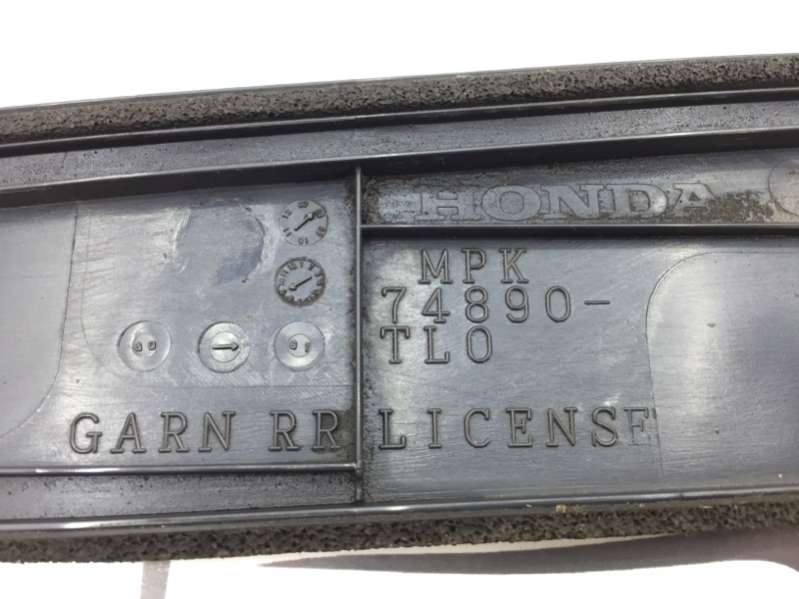 HONDA
MPK
74890-
TL0
GARN RR LICENSE